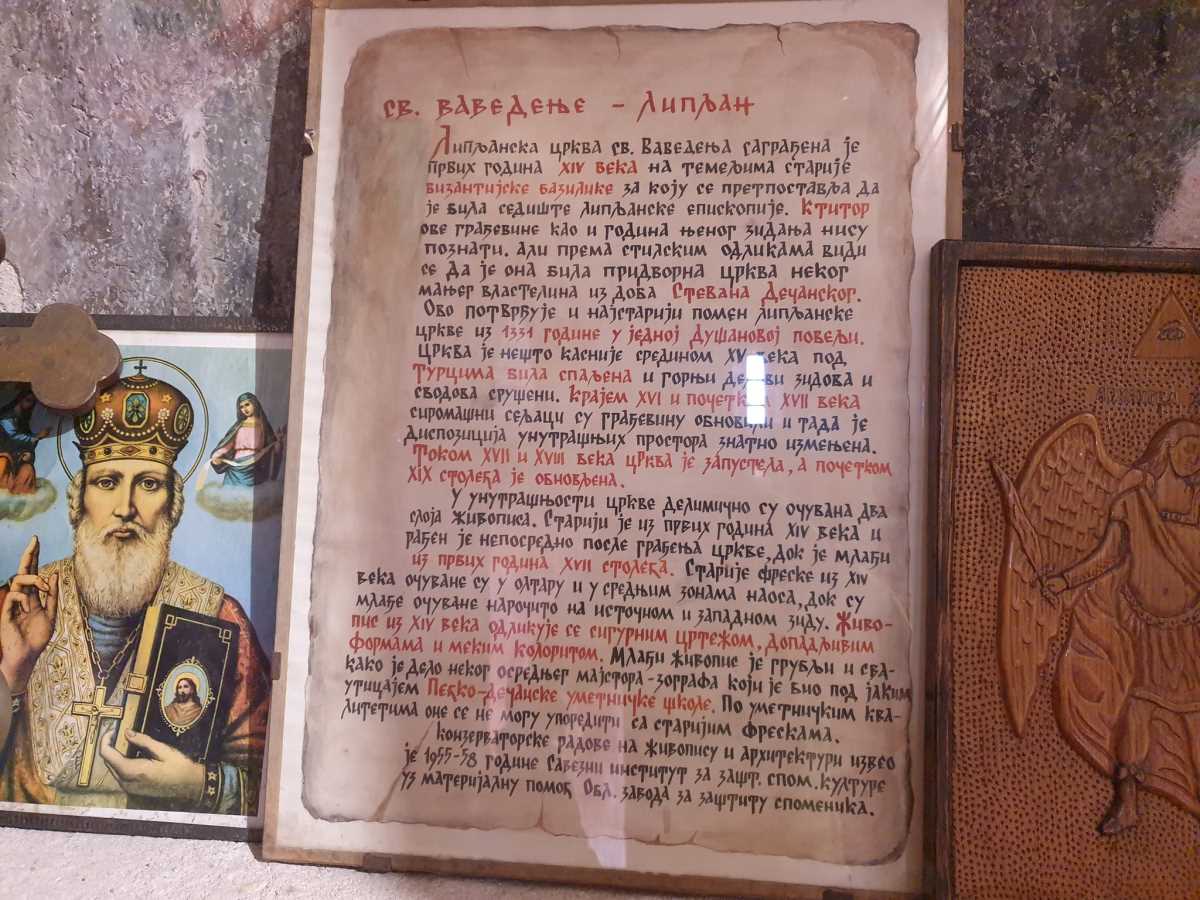 Св. Ваведење - Липљан
Липљанска црква св. Ваведења саграђена је
првих година XIV века на темељима старије
византијске базилике за коју се претпоставља да
је била седиште липљанске епископије. Ктитор
ове грађевине као и година њеног зидања нису
познати. Али према стилским одликама види
се да је она била придворна црква неког
мањег властелина из доба Стевана Дечанског.
Ово потврђује и најстарији помен липљанске
цркве из 1331 године у једној Душановој повељи.
Црква је нешто касније средином XV века под
Турцима била спаљена и горњи делови зидова и
сводова срушени. Крајем XVI и почетком XVII века
сиромашни сељаци су грађевину обновили и тада је
диспозиција унутрашњих простора знатно измењена.
Током XVII и XVIII века црква је запустела, а почетком
XIX столећа је обновљена.
У унутрашњости цркве делимично су очувана два
слоја живописа. Старији је из првих година XIV века и
рађен је непосредно после грађења цркве, док је млађи
из првих година XVII столећа. Старије фреске из XIV
века очуване су у олтару и у средњим зонама наоса, док су
млађе очуване нарочито на источном и западном зиду. Живо-
пис из XIV века одликује се сигурним цртежом, допадљивим
формама и меким колоритом. Млађи живопис је грубљи и сва-
како је дело неког осредњег мајстора-зографа који је био под јаким
утицајем Пећко-дечанске уметничке школе. По уметничким ква-
литетима оне се не могу упоредити са старијим фрескама.
Конзерваторске радове на живопису и архитектури извео
је 1955-58 године Савезни институт за зашт. спом. културе
уз материјалну помоћ Обл. завода за заштиту споменика.